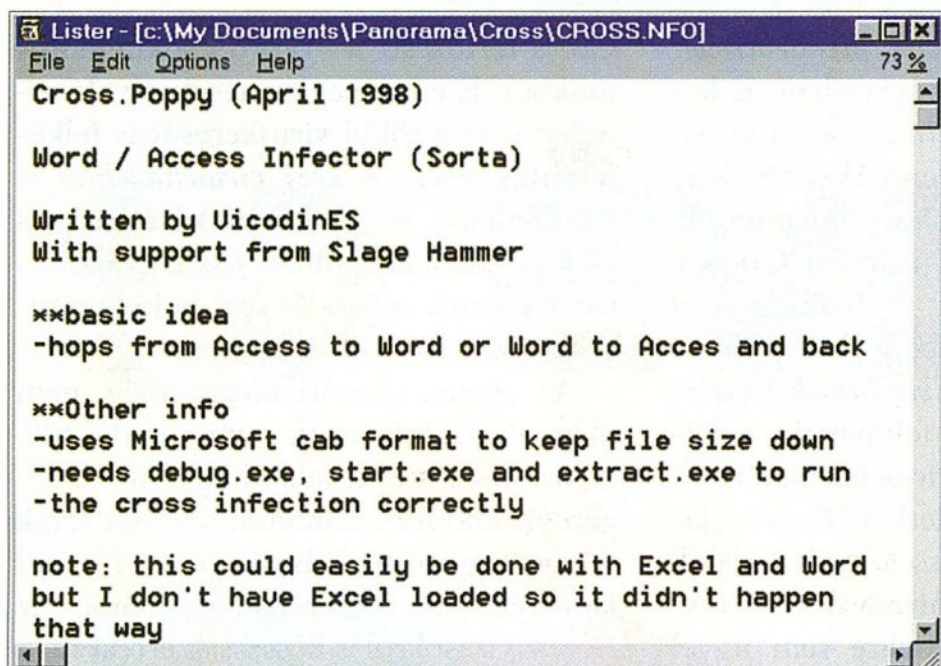 Lister - [c:\My Documents\Panorama\Cross\CROSS.NFO]
File Edit Options Help 73 %
Cross.Poppy (April 1998)
Word / Access Infector (Sorta)
Written by VicodinES
With support from Slage Hammer
**basic idea
-hops from Access to Word or Word to Acces and back
**Other info
-uses Microsoft cab format to keep file size down
-needs debug.exe, start.exe and extract.exe to run
-the cross infection correctly
note: this could easily be done with Excel and Word
but I don't have Excel loaded so it didn't happen
that way